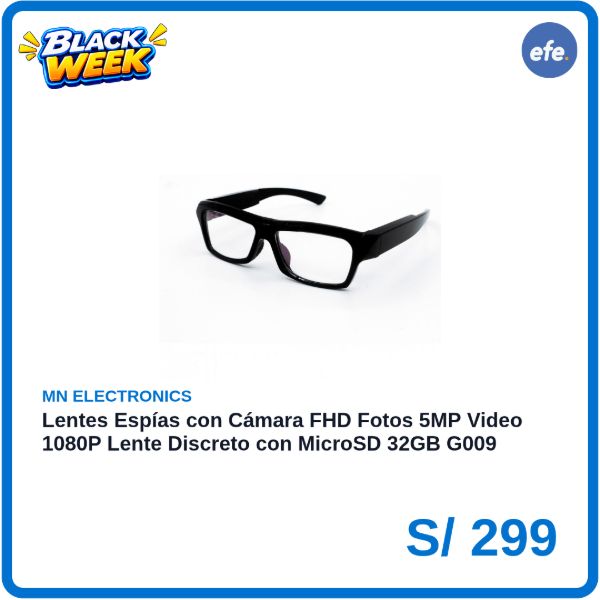 BLACK
WEEK
efe.
MN ELECTRONICS
Lentes Espías con Cámara FHD Fotos 5MP Video
1080P Lente Discreto con MicroSD 32GB G009
S/ 299